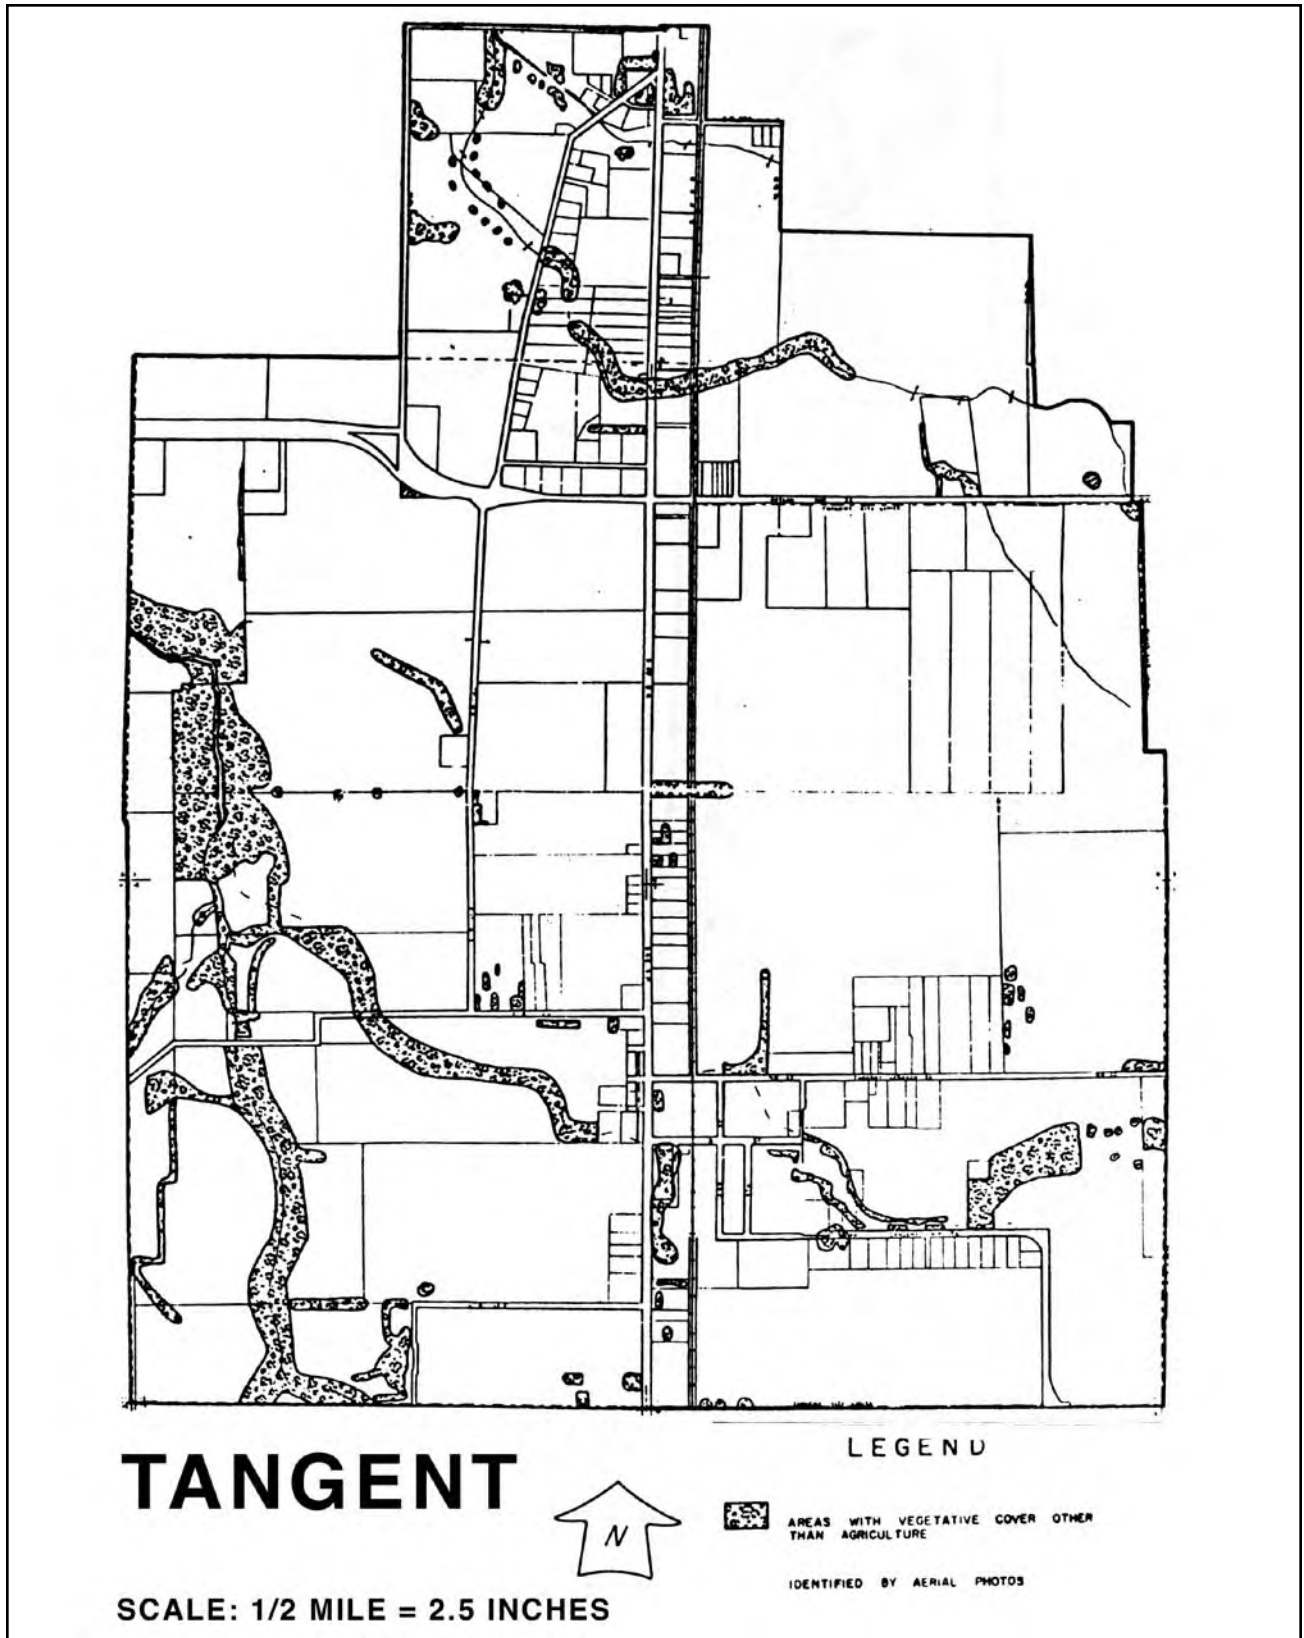 TANGENT
N
SCALE: 1/2 MILE = 2.5 INCHES
LEGEND
AREAS WITH VEGETATIVE COVER OTHER
THAN AGRICULTURE
IDENTIFIED BY AERIAL PHOTOS